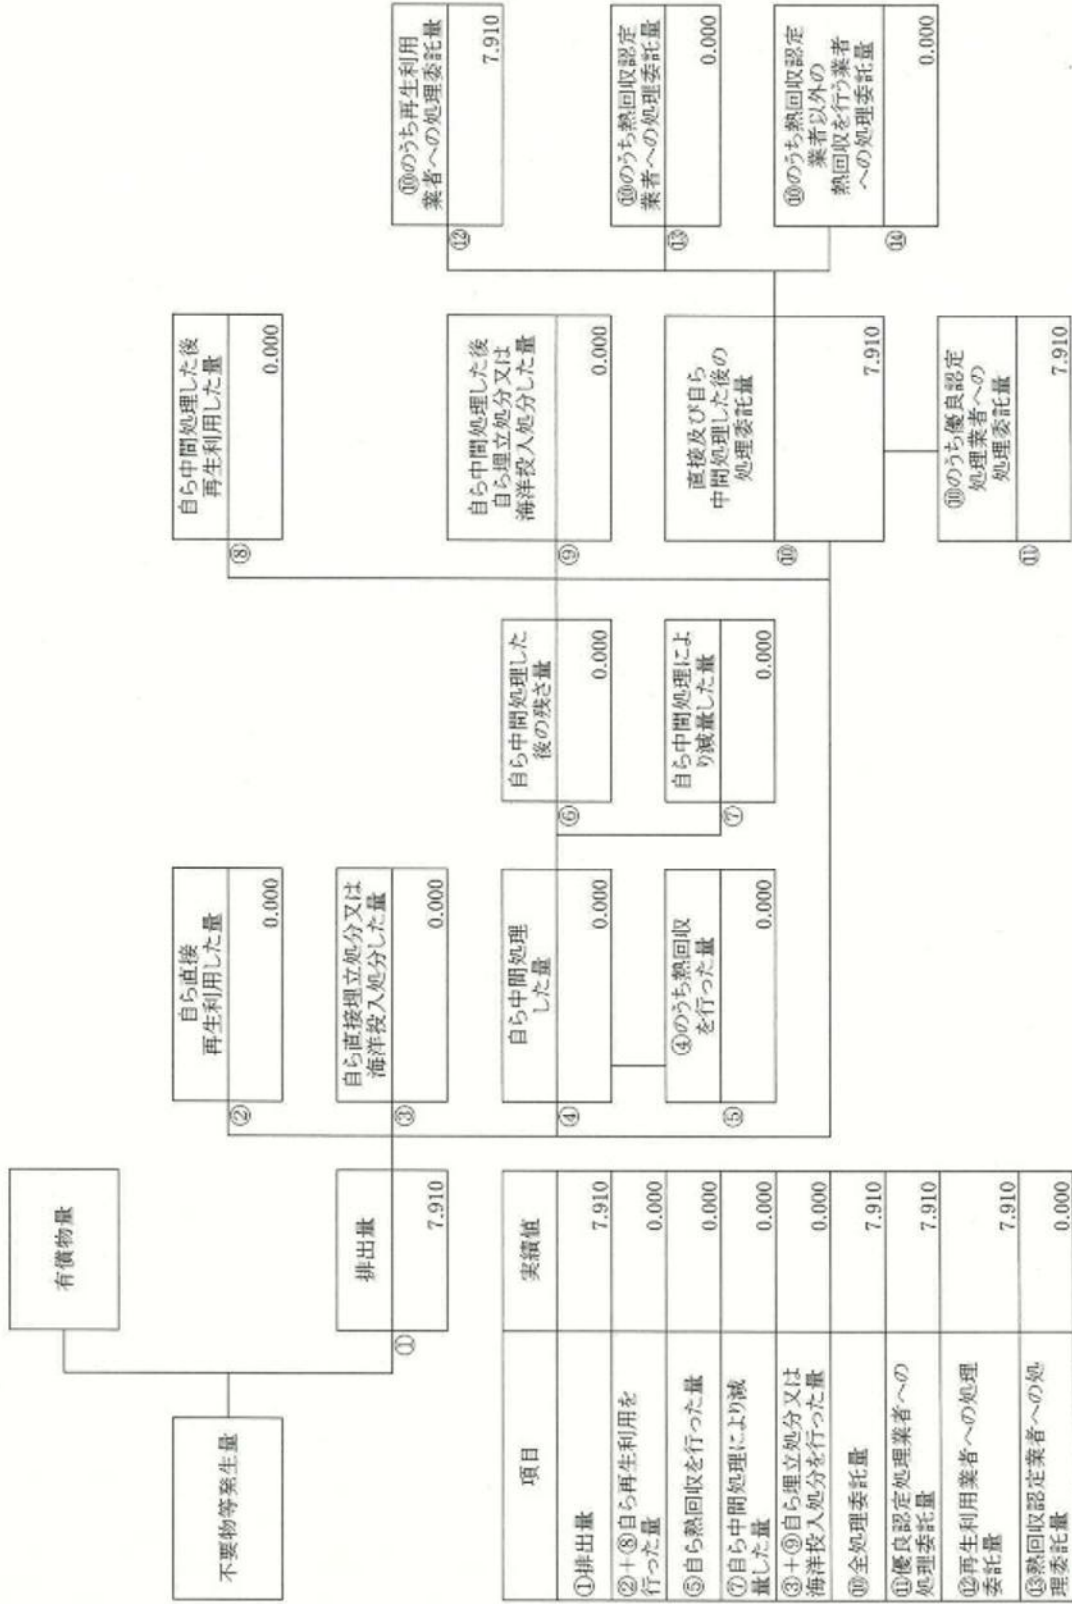 有償物量
不要物等発生量
排出量
①
7.910
自ら直接
再生利用した量
②
0.000
自ら直接埋立処分又は
海洋投入処分した量
③
0.000
自ら中間処理
した量
④
0.000
④のうち熱回収
を行った量
⑤
0.000
自ら中間処理した
後の残さ量
⑥
0.000
自ら中間処理によ
り減量した量
⑦
0.000
自ら中間処理した後
再生利用した量
⑧
0.000
自ら中間処理した後
自ら埋立処分又は
海洋投入処分した量
⑨
0.000
直接及び自ら
中間処理した後の
処理委託量
⑩
7.910
⑩のうち優良認定
処理業者への
処理委託量
⑪
7.910
⑩のうち再生利用
業者への処理委託量
⑫
7.910
⑩のうち熱回収認定
業者への処理委託量
⑬
0.000
⑩のうち熱回収認定
業者以外の
熱回収を行う業者
への処理委託量
⑭
0.000
項目 実績値
①排出量 7.910
②+⑧自ら再生利用を
行った量 0.000
⑤自ら熱回収を行った量 0.000
⑦自ら中間処理により減
量した量 0.000
③+⑨自ら埋立処分又は
海洋投入処分を行った量 0.000
⑩全処理委託量 7.910
⑪優良認定処理業者への
処理委託量 7.910
⑫再生利用業者への処理
委託量 7.910
⑬熱回収認定業者への処
理委託量 0.000